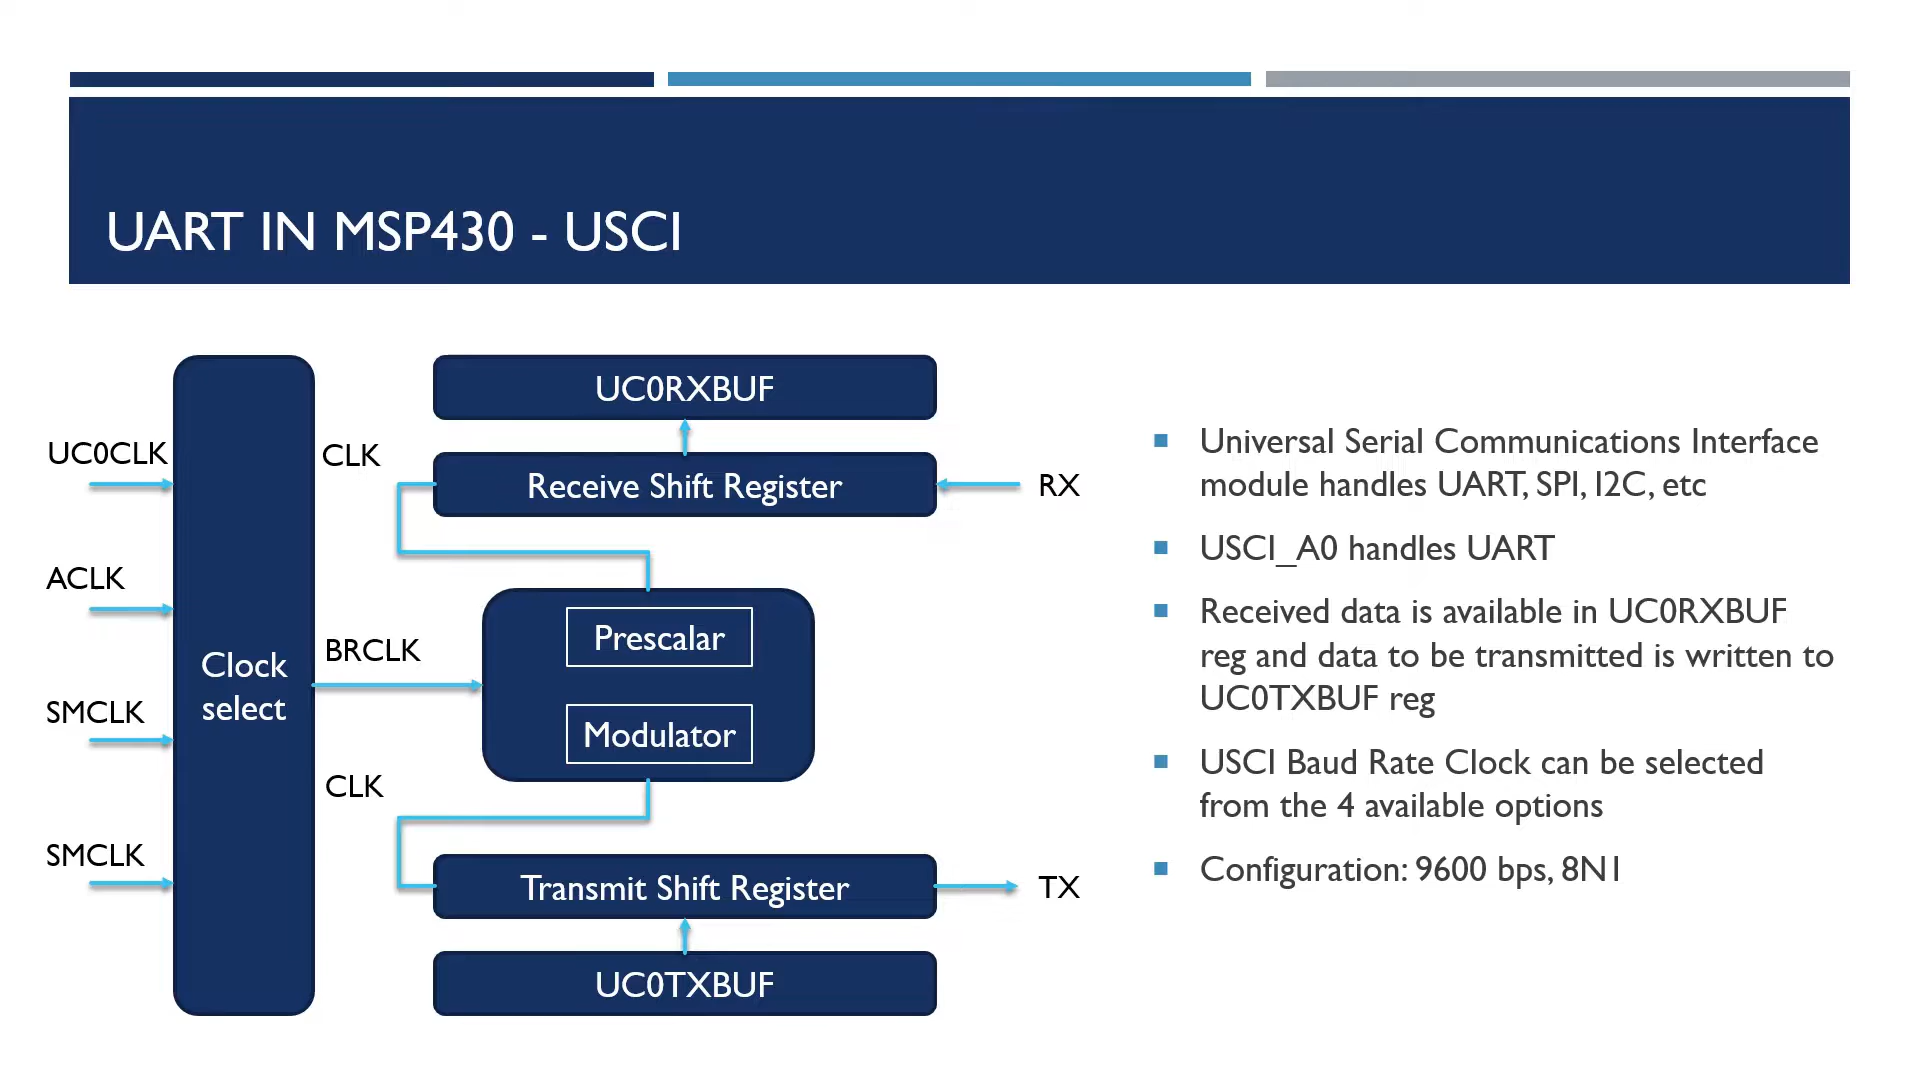 UART IN MSP430 - USCI
UC0RXBUF
UC0CLK
CLK
Receive Shift Register
RX
ACLK
Prescalar
BRCLK
Clock
select
SMCLK
Modulator
CLK
SMCLK
Transmit Shift Register
TX
UC0TXBUF
Universal Serial Communications Interface
module handles UART, SPI, I2C, etc
USCI_A0 handles UART
Received data is available in UC0RXBUF
reg and data to be transmitted is written to
UC0TXBUF reg
USCI Baud Rate Clock can be selected
from the 4 available options
Configuration: 9600 bps, 8N1